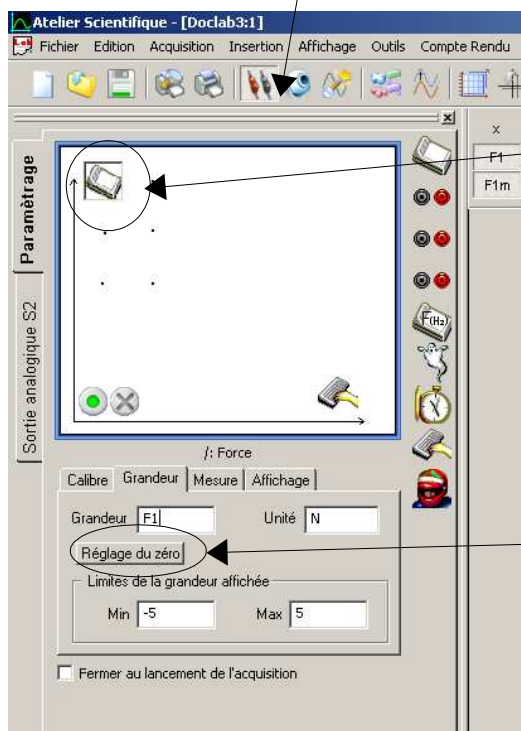 Atelier Scientifique - [Doclab3:1]
Fichier Edition Acquisition Insertion Affichage Outils Compte Rendu
x
F1
F1m
Paramètrage
Sortie analogique S2
F(Hz)
/: Force
Calibre Grandeur Mesure Affichage
Grandeur F1 Unité N
Réglage du zéro
Limites de la grandeur affichée
Min -5 Max 5
Fermer au lancement de l'acquisition